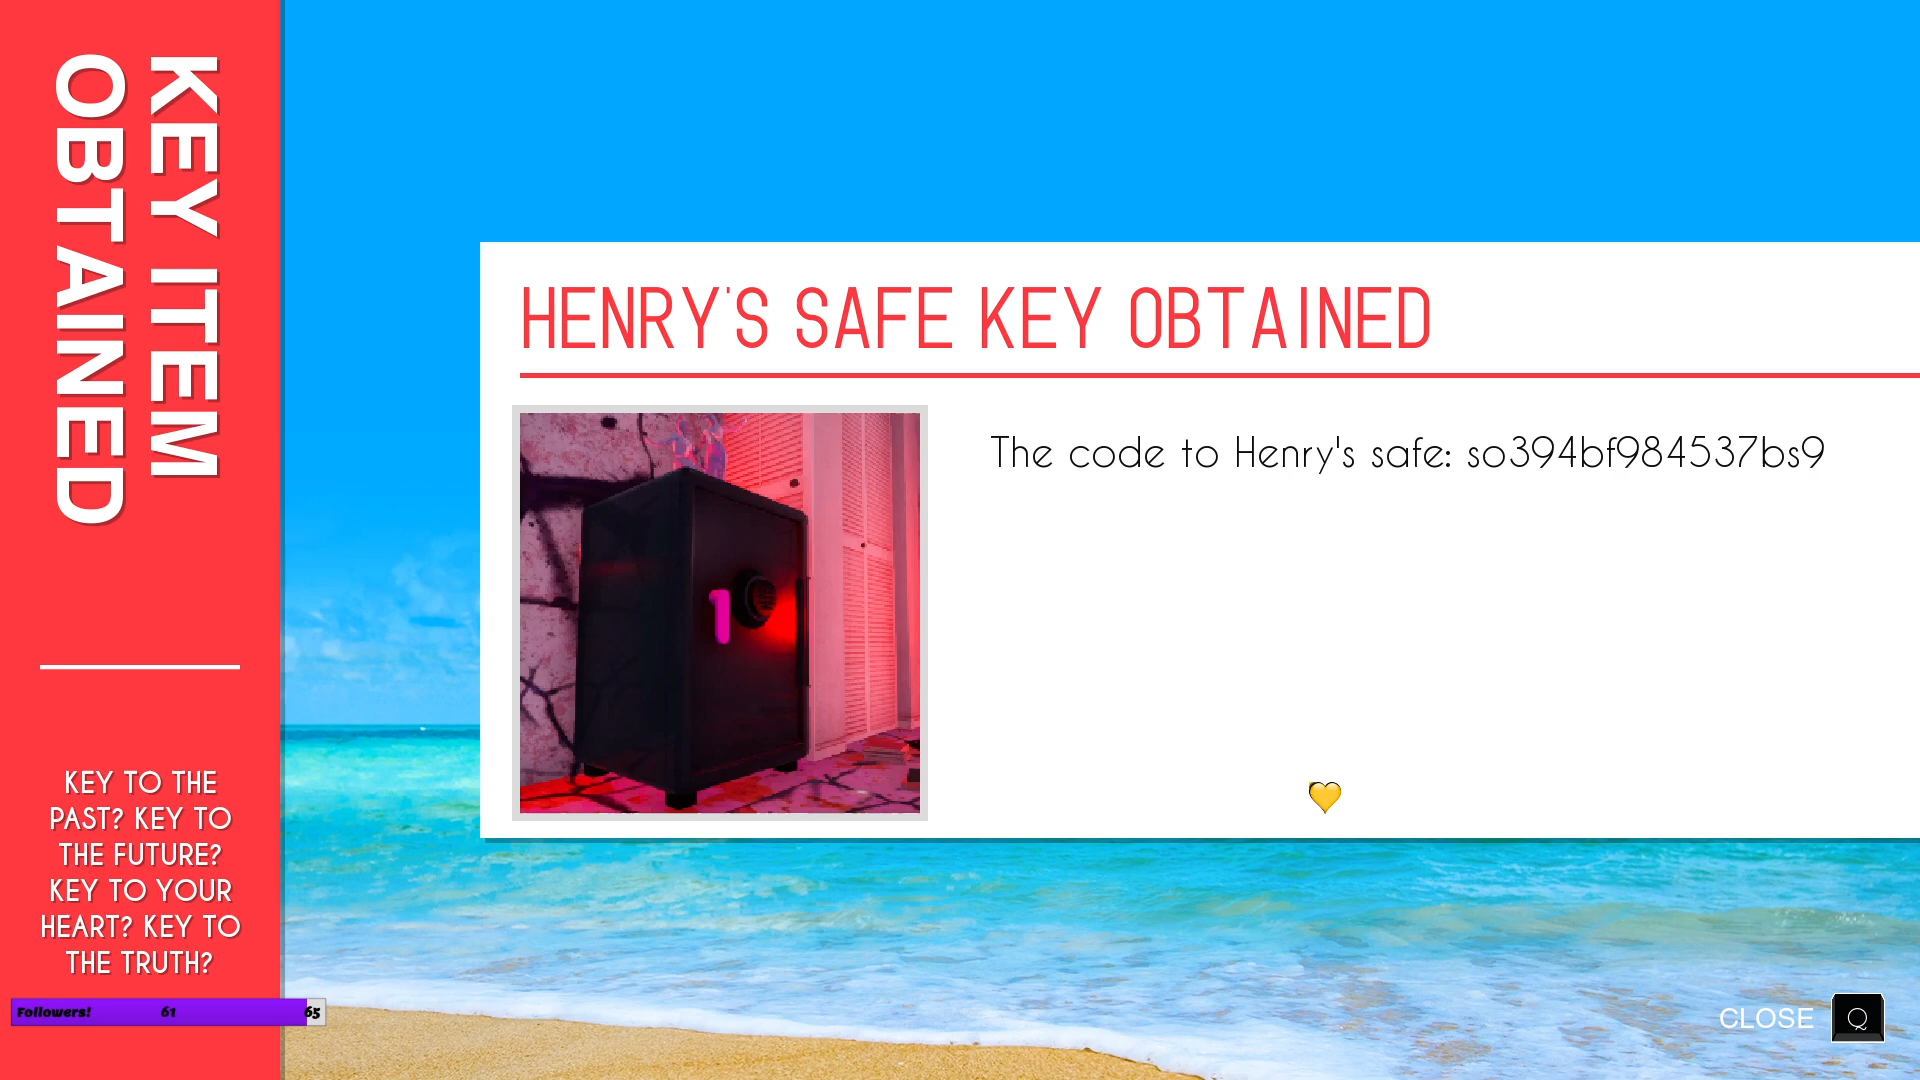 KEY ITEM
OBTAINED
KEY TO THE
PAST? KEY TO
THE FUTURE?
KEY TO YOUR
HEART? KEY TO
THE TRUTH?
Followers! 61 65
HENRY'S SAFE KEY OBTAINED
1
The code to Henry's safe: so394bf984537bs9
CLOSE Q